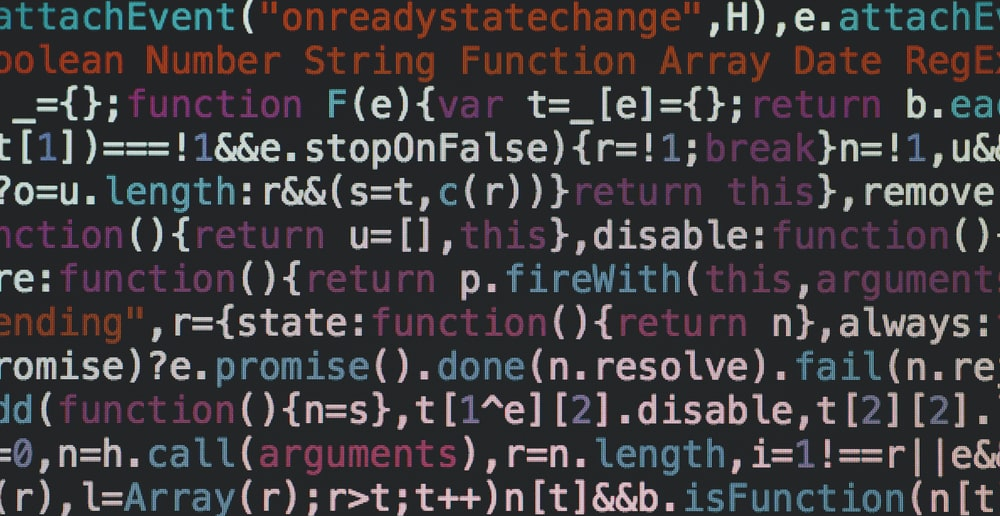 attachEvent("onreadystatechange",H),e.attachE
oolean Number String Function Array Date RegE
_={};function F(e){var t=_[e]={};return b.ea
t[1])===!1&&e.stopOnFalse){r=!1;break}n=!1,u&
?o=u.length:r&&(s=t,c(r))}return this},remove
nction(){return u=[],this},disable:function()
re:function(){return p.fireWith(this,argument
ending",r={state:function(){return n},always:
romise)?e.promise().done(n.resolve).fail(n.re
dd(function(){n=s},t[1^e][2].disable,t[2][2].
=0,n=h.call(arguments),r=n.length,i=1!==r||e&
(r),l=Array(r);r>t;t++)n[t]&&b.isFunction(n[t